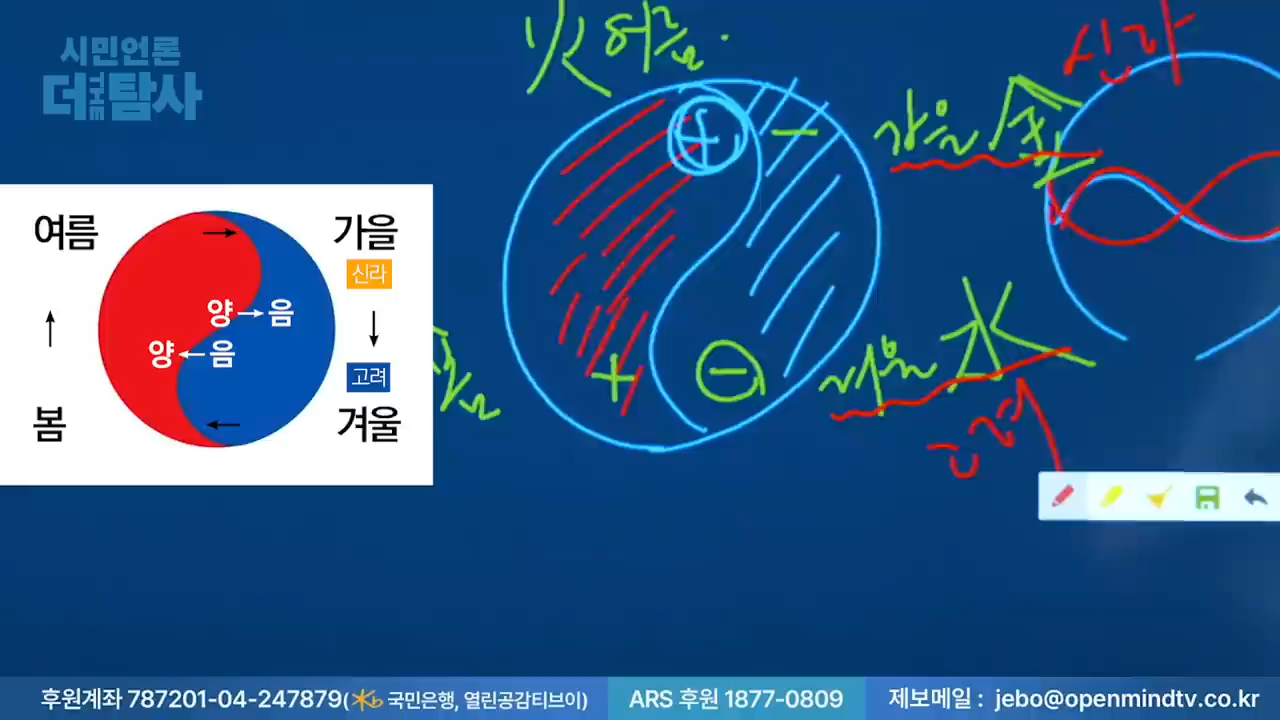 시민언론
더탐사
火 여름
신라
가을 金
여름
가을
신라
양→음
양←음
고려
봄
겨울
+
−
+
−
겨울 水
고려
후원계좌 787201-04-247879(국민은행, 열린공감티브이)
ARS 후원 1877-0809
제보메일 : jebo@openmindtv.co.kr